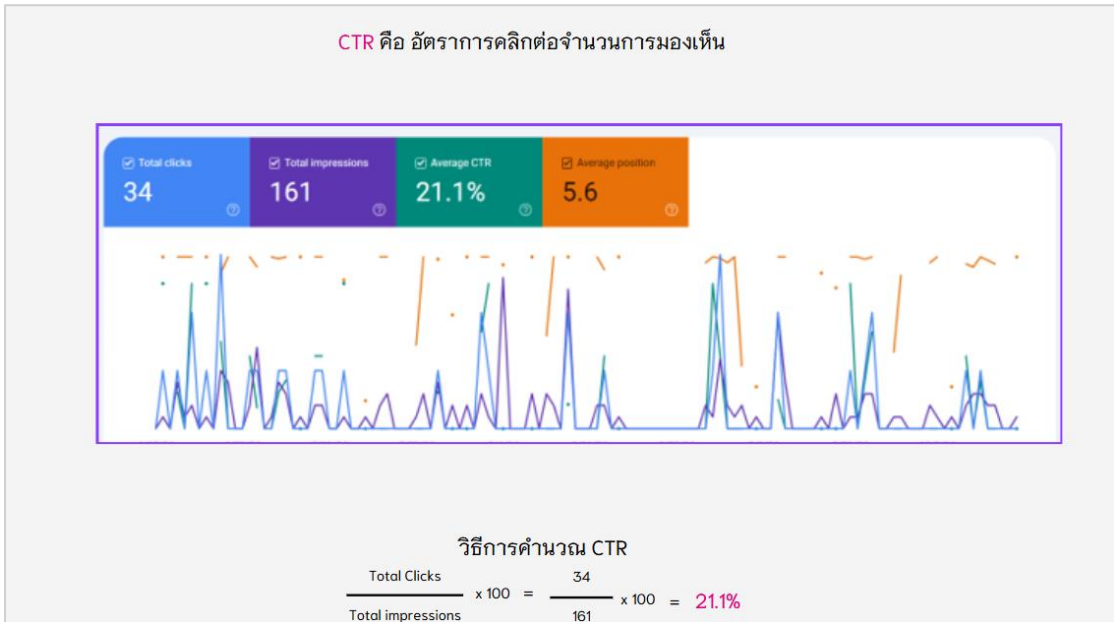 CTR คือ อัตราการคลิกต่อจำนวนการมองเห็น
Total clicks Total impressions Average CTR Average position
34 161 21.1% 5.6
วิธีการคำนวณ CTR
Total Clicks 34
x 100 = x 100 = 21.1%
Total impressions 161